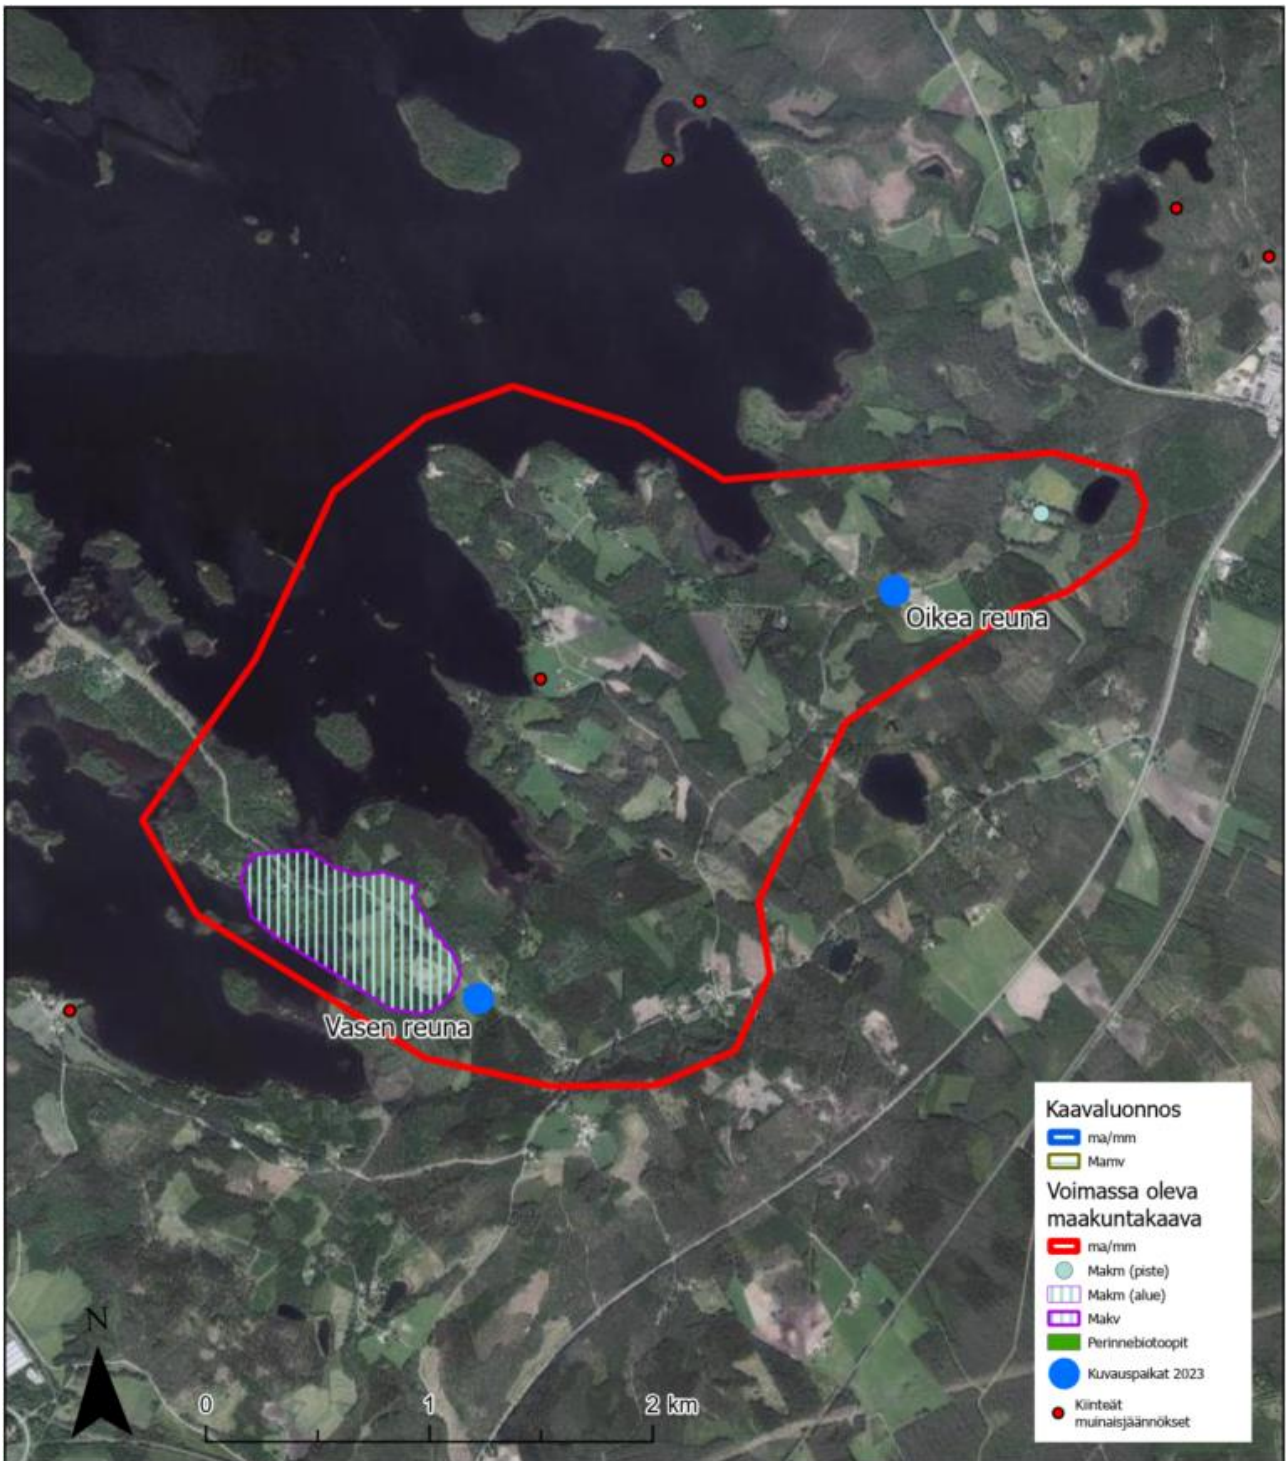 Oikea reuna
Vasen reuna
Kaavaluonnos
ma/mm
Mamv
Voimassa oleva
maakuntakaava
ma/mm
Makm (piste)
Makm (alue)
Makv
Perinnebiotoopit
Kuvauspaikat 2023
Kiinteät
muinaisjäännökset
N
0 1 2 km